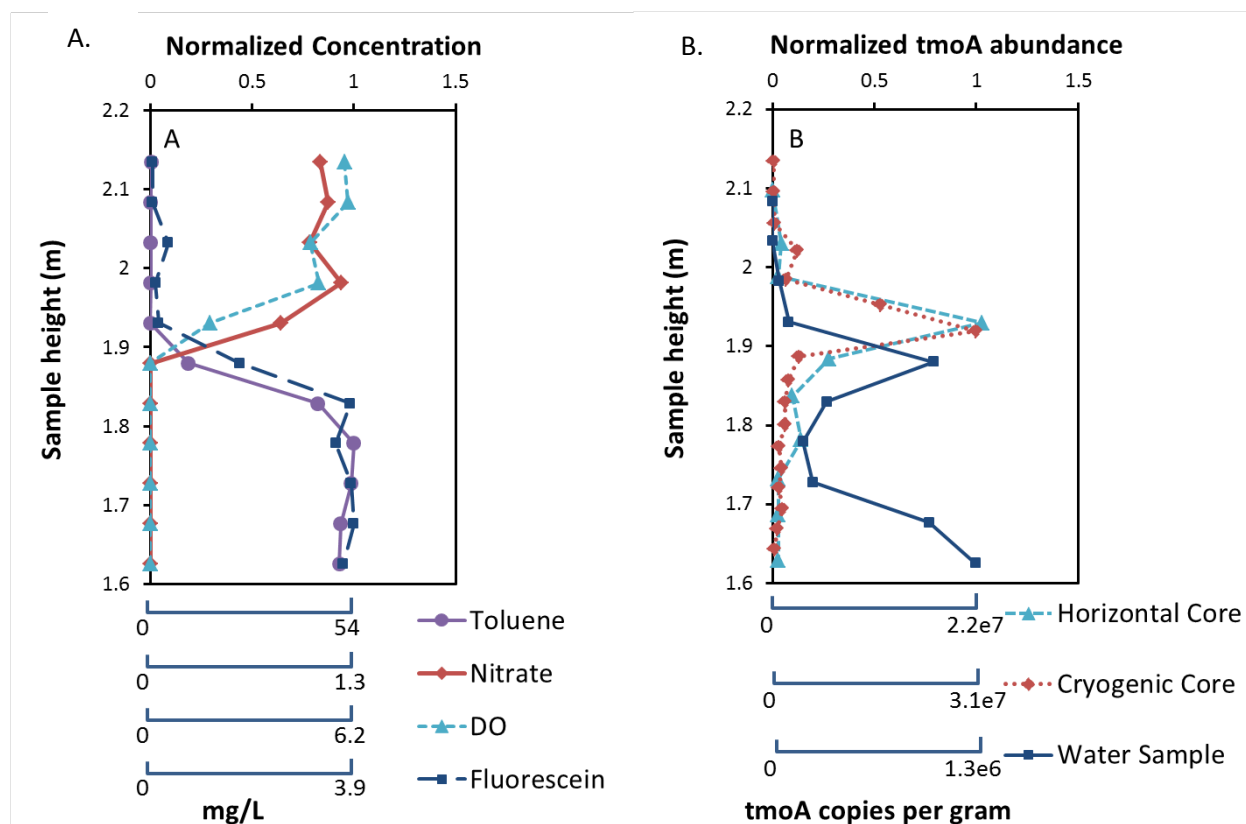 A.
Normalized Concentration
0 0.5 1 1.5
2.2
2.1
2
1.9
1.8
1.7
1.6
Sample height (m)
A
0 54
Toluene
0 1.3
Nitrate
0 6.2
DO
0 3.9
Fluorescein
mg/L
B.
Normalized tmoA abundance
0 0.5 1 1.5
2.2
2.1
2
1.9
1.8
1.7
1.6
Sample height (m)
B
0 2.2e7
Horizontal Core
0 3.1e7
Cryogenic Core
0 1.3e6
Water Sample
tmoA copies per gram